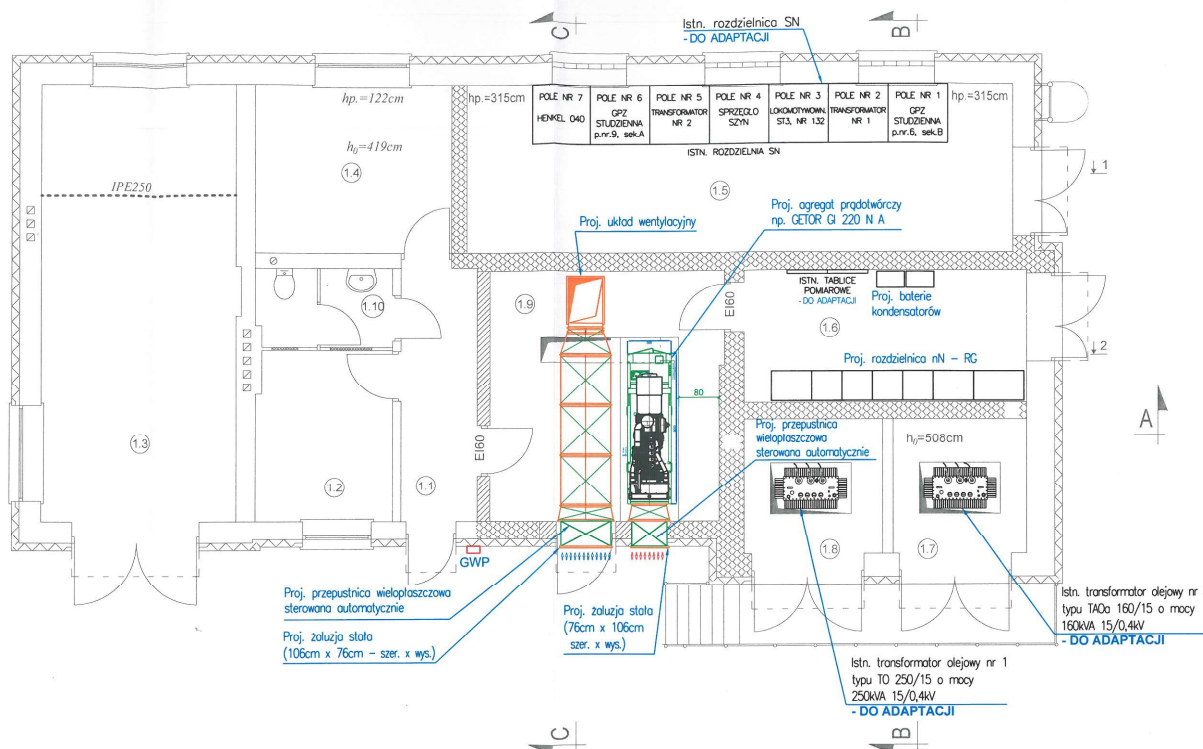 C
B
Istn. rozdzielnica SN
- DO ADAPTACJI
hp.=122cm
h₀=419cm
1.4
hp.=315cm
POLE NR 7
HENKEL 040
POLE NR 6
GPZ
STUDZIENNA
p.nr.9, sek.A
POLE NR 5
TRANSFORMATOR
NR 2
POLE NR 4
SPRZĘGŁO
SZYN
POLE NR 3
LOKOMOTYWOWN.
ST3, NR 132
POLE NR 2
TRANSFORMATOR
NR 1
POLE NR 1
GPZ
STUDZIENNA
p.nr.6, sek.B
hp.=315cm
ISTN. ROZDZIELNIA SN
1.5
1
IPE250
Proj. układ wentylacyjny
Proj. agregat prądotwórczy
np. GETOR GI 220 N A
1.9
EI60
ISTN. TABLICE
POMIAROWE
- DO ADAPTACJI
Proj. baterie
kondensatorów
1.10
1.6
2
Proj. rozdzielnica nN – RG
80
A
1.3
EI60
Proj. przepustnica
wielopłaszczowa
sterowana automatycznie
h₀=508cm
1.2
1.1
1.8
1.7
GWP
Proj. przepustnica wielopłaszczowa
sterowana automatycznie
Proj. żaluzja stała
(106cm x 76cm – szer. x wys.)
Proj. żaluzja stała
(76cm x 106cm
szer. x wys.)
Istn. transformator olejowy nr
typu TAOa 160/15 o mocy
160kVA 15/0,4kV
- DO ADAPTACJI
Istn. transformator olejowy nr 1
typu TO 250/15 o mocy
250kVA 15/0,4kV
- DO ADAPTACJI
C
B